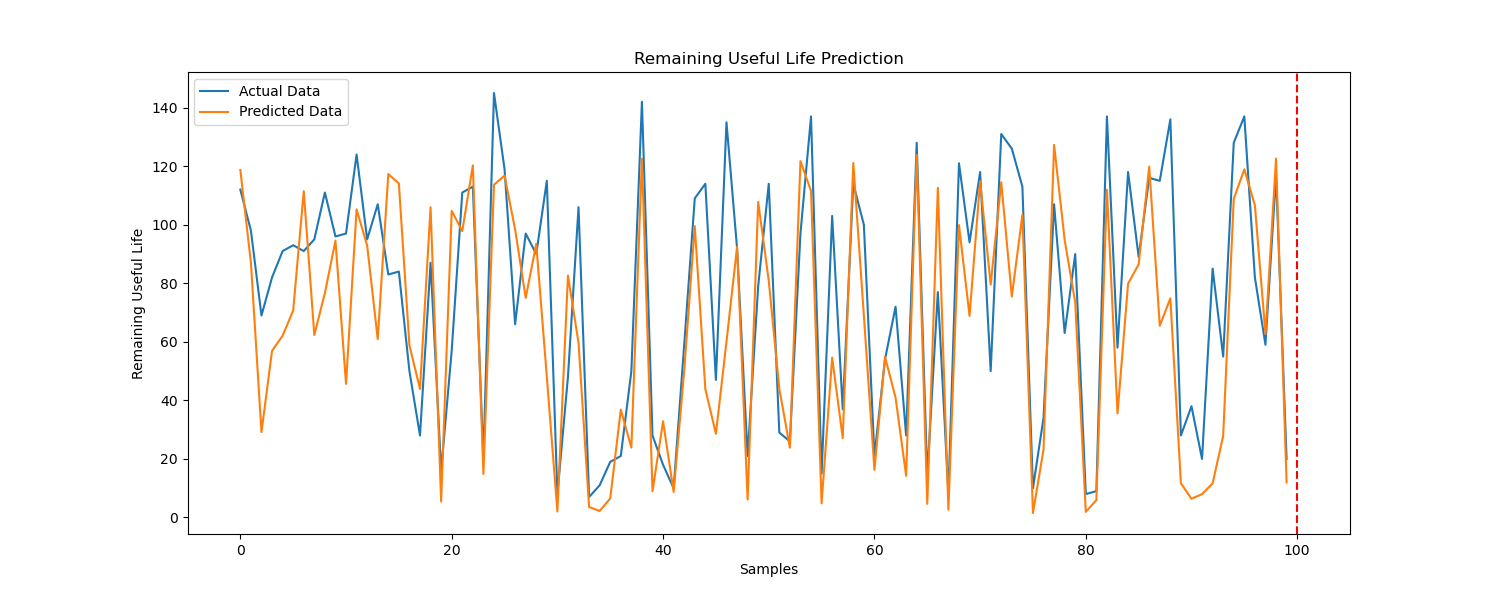 Remaining Useful Life Prediction
Actual Data
Predicted Data
Remaining Useful Life
140
120
100
80
60
40
20
0
0 20 40 60 80 100
Samples